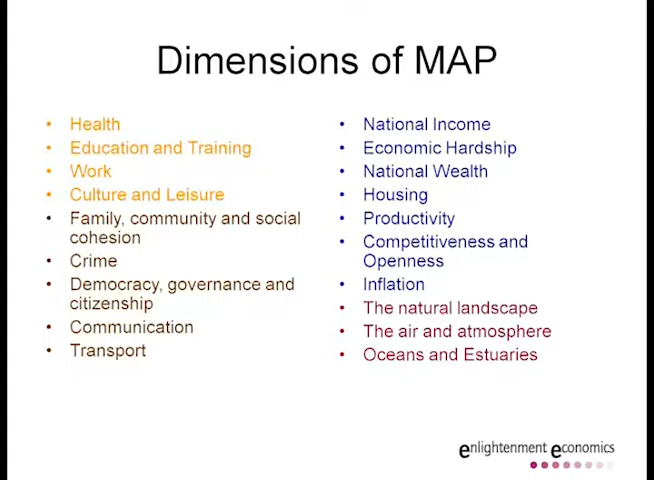 Dimensions of MAP
• Health
• Education and Training
• Work
• Culture and Leisure
• Family, community and social
cohesion
• Crime
• Democracy, governance and
citizenship
• Communication
• Transport
• National Income
• Economic Hardship
• National Wealth
• Housing
• Productivity
• Competitiveness and
Openness
• Inflation
• The natural landscape
• The air and atmosphere
• Oceans and Estuaries
enlightenment economics